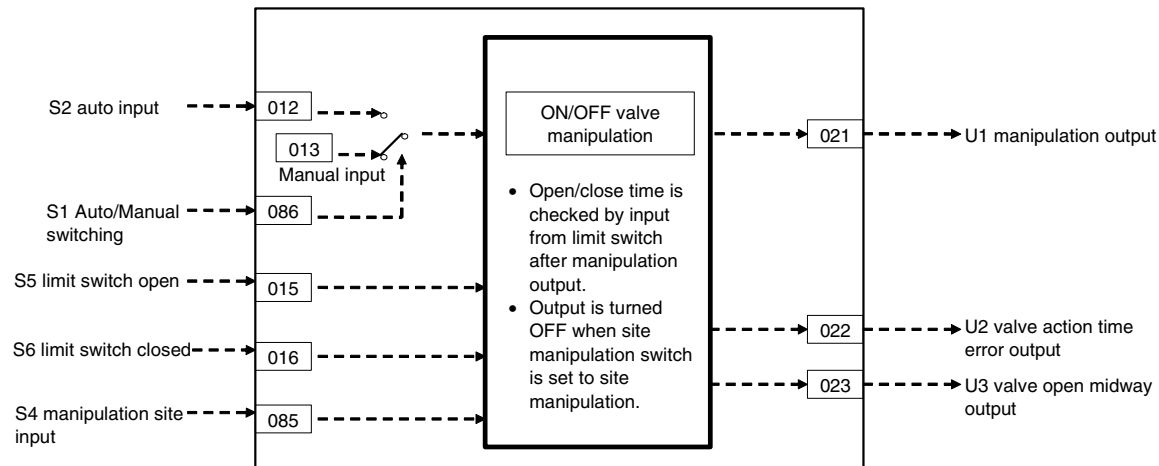 S2 auto input
012
013
Manual input
S1 Auto/Manual
switching
086
S5 limit switch open
015
S6 limit switch closed
016
S4 manipulation site
input
085
ON/OFF valve
manipulation
• Open/close time is
checked by input
from limit switch
after manipulation
output.
• Output is turned
OFF when site
manipulation switch
is set to site
manipulation.
021
U1 manipulation output
022
U2 valve action time
error output
023
U3 valve open midway
output